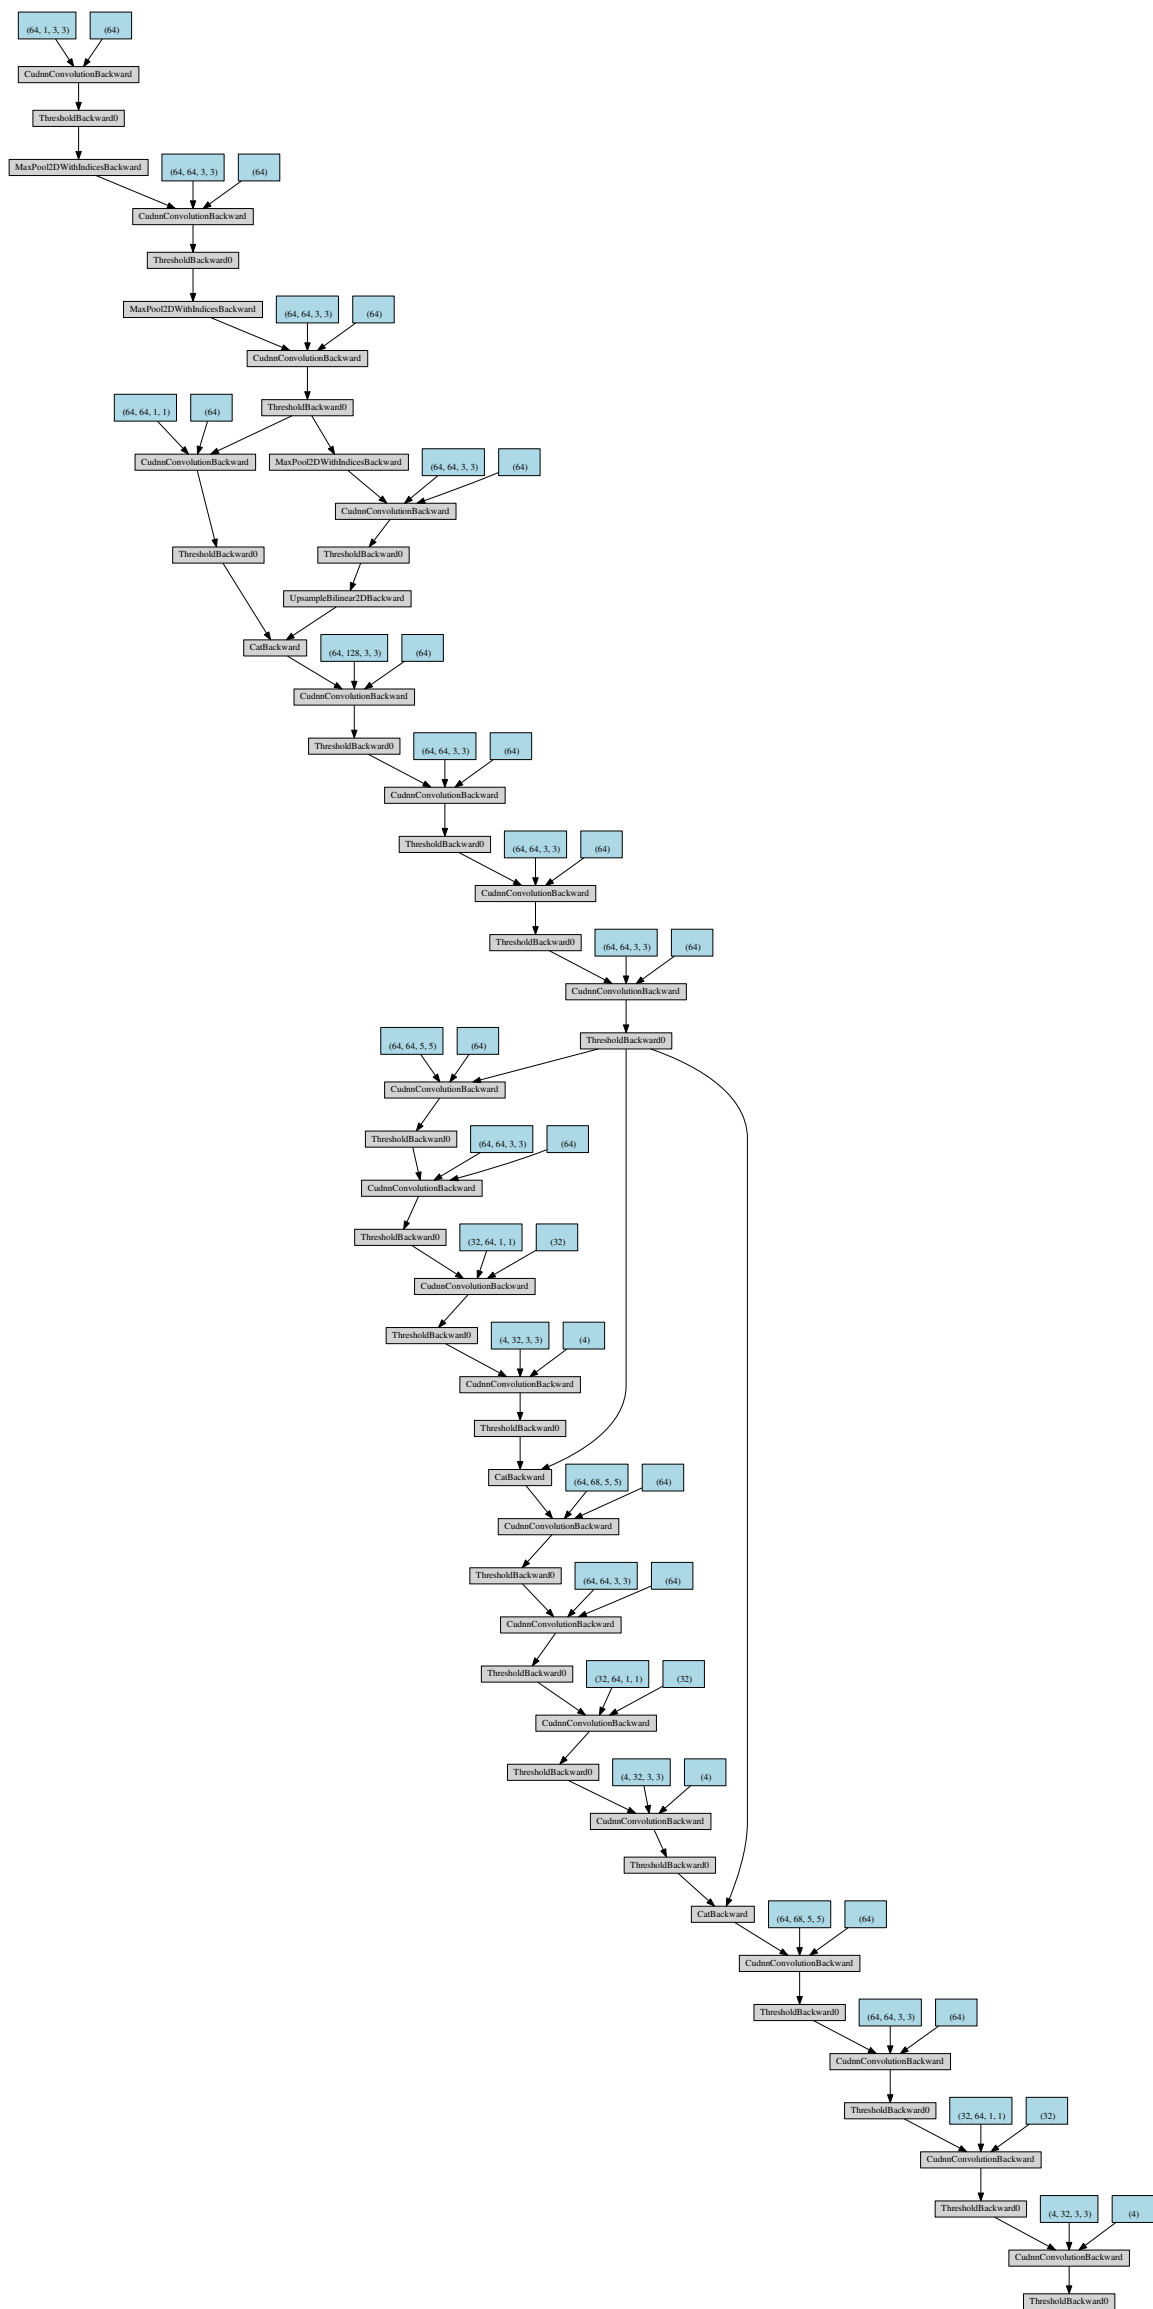 (64, 1, 3, 3) (64)
CudnnConvolutionBackward
ThresholdBackward0
MaxPool2DWithIndicesBackward (64, 64, 3, 3) (64)
CudnnConvolutionBackward
ThresholdBackward0
MaxPool2DWithIndicesBackward (64, 64, 3, 3) (64)
CudnnConvolutionBackward
(64, 64, 1, 1) (64) ThresholdBackward0
CudnnConvolutionBackward MaxPool2DWithIndicesBackward (64, 64, 3, 3) (64)
CudnnConvolutionBackward
ThresholdBackward0 ThresholdBackward0
UpsampleBilinear2DBackward
CatBackward (64, 128, 3, 3) (64)
CudnnConvolutionBackward
ThresholdBackward0 (64, 64, 3, 3) (64)
CudnnConvolutionBackward
ThresholdBackward0 (64, 64, 3, 3) (64)
CudnnConvolutionBackward
ThresholdBackward0 (64, 64, 3, 3) (64)
CudnnConvolutionBackward
(64, 64, 5, 5) (64) ThresholdBackward0
CudnnConvolutionBackward
ThresholdBackward0 (64, 64, 3, 3) (64)
CudnnConvolutionBackward
ThresholdBackward0 (32, 64, 1, 1) (32)
CudnnConvolutionBackward
ThresholdBackward0 (4, 32, 3, 3) (4)
CudnnConvolutionBackward
ThresholdBackward0
CatBackward (64, 68, 5, 5) (64)
CudnnConvolutionBackward
ThresholdBackward0 (64, 64, 3, 3) (64)
CudnnConvolutionBackward
ThresholdBackward0 (32, 64, 1, 1) (32)
CudnnConvolutionBackward
ThresholdBackward0 (4, 32, 3, 3) (4)
CudnnConvolutionBackward
ThresholdBackward0
CatBackward (64, 68, 5, 5) (64)
CudnnConvolutionBackward
ThresholdBackward0 (64, 64, 3, 3) (64)
CudnnConvolutionBackward
ThresholdBackward0 (32, 64, 1, 1) (32)
CudnnConvolutionBackward
ThresholdBackward0 (4, 32, 3, 3) (4)
CudnnConvolutionBackward
ThresholdBackward0